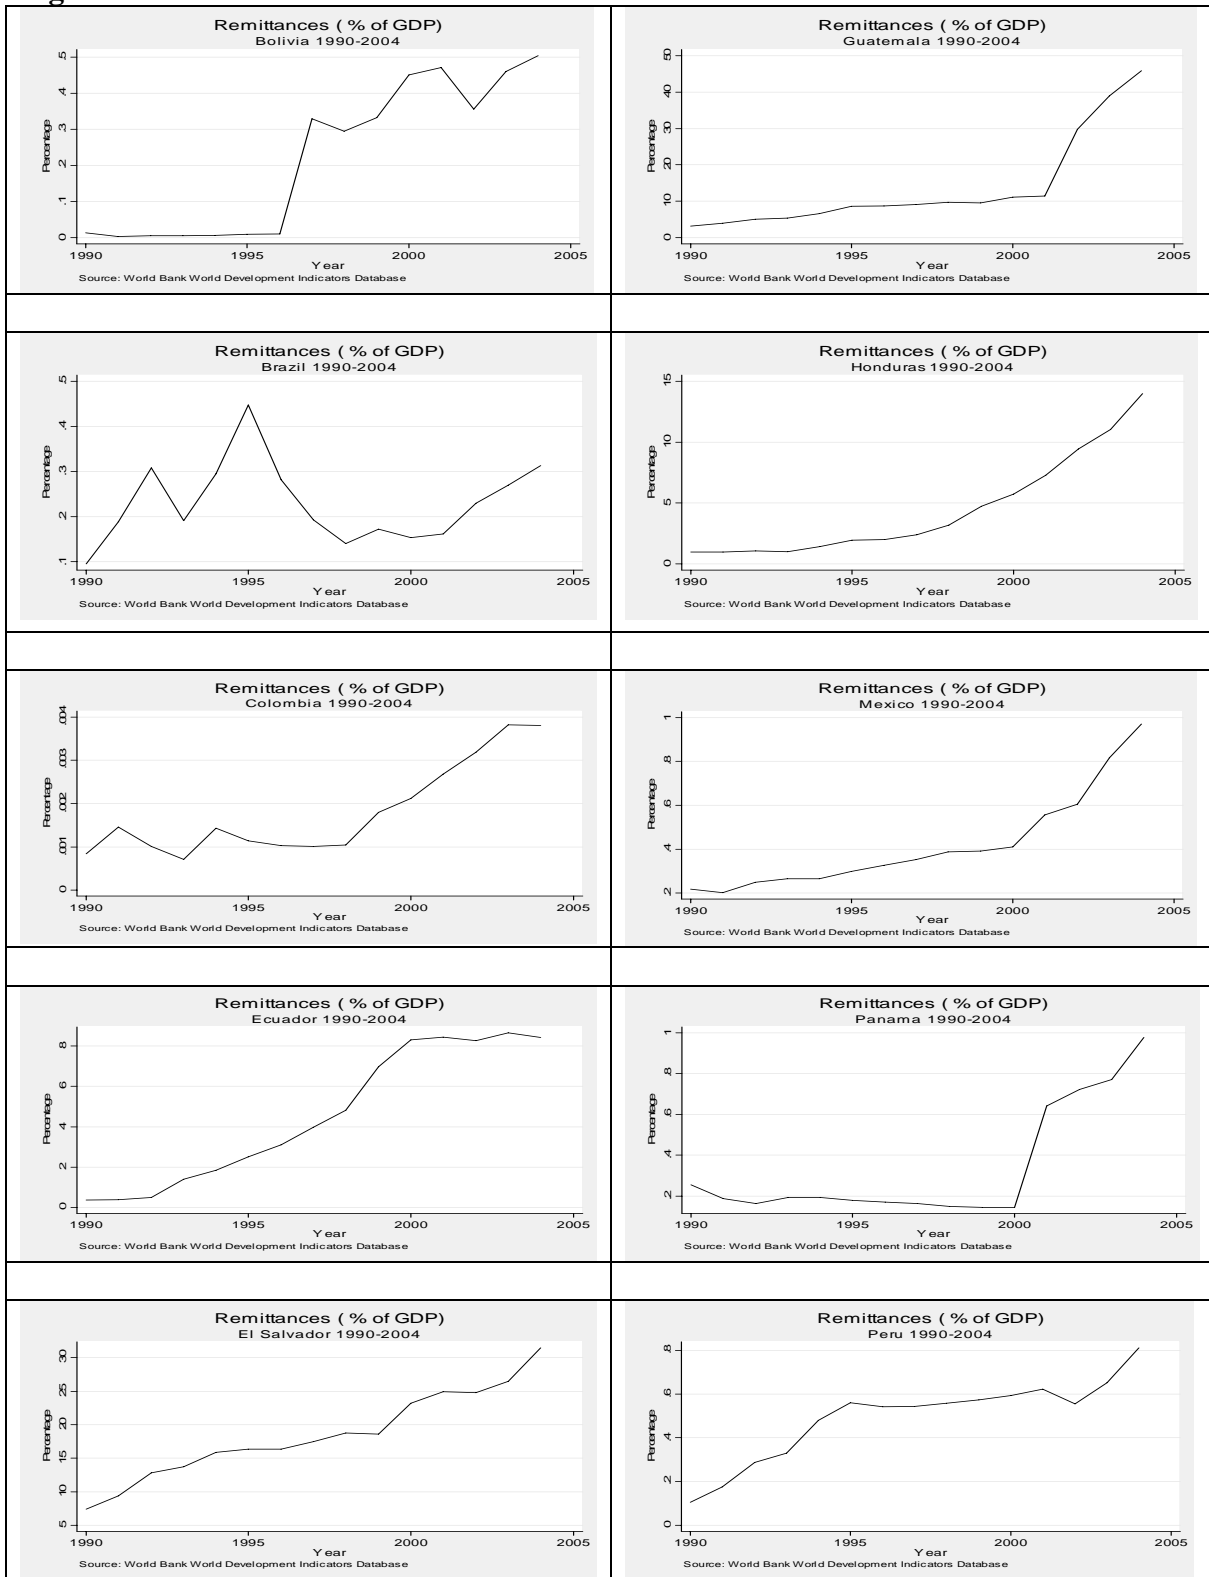 Remittances ( % of GDP)
Bolivia 1990-2004
Percentage
.5
.4
.3
.2
.1
0
1990 1995 2000 2005
Year
Source: World Bank World Development Indicators Database
Remittances ( % of GDP)
Guatemala 1990-2004
Percentage
50
40
30
20
10
0
1990 1995 2000 2005
Year
Source: World Bank World Development Indicators Database
Remittances ( % of GDP)
Brazil 1990-2004
Percentage
.5
.4
.3
.2
.1
1990 1995 2000 2005
Year
Source: World Bank World Development Indicators Database
Remittances ( % of GDP)
Honduras 1990-2004
Percentage
15
10
5
0
1990 1995 2000 2005
Year
Source: World Bank World Development Indicators Database
Remittances ( % of GDP)
Colombia 1990-2004
Percentage
.004
.003
.002
.001
0
1990 1995 2000 2005
Year
Source: World Bank World Development Indicators Database
Remittances ( % of GDP)
Mexico 1990-2004
Percentage
1
.8
.6
.4
.2
1990 1995 2000 2005
Year
Source: World Bank World Development Indicators Database
Remittances ( % of GDP)
Ecuador 1990-2004
Percentage
.8
.6
.4
.2
0
1990 1995 2000 2005
Year
Source: World Bank World Development Indicators Database
Remittances ( % of GDP)
Panama 1990-2004
Percentage
1
.8
.6
.4
.2
1990 1995 2000 2005
Year
Source: World Bank World Development Indicators Database
Remittances ( % of GDP)
El Salvador 1990-2004
Percentage
30
25
20
15
10
5
1990 1995 2000 2005
Year
Source: World Bank World Development Indicators Database
Remittances ( % of GDP)
Peru 1990-2004
Percentage
.8
.6
.4
.2
0
1990 1995 2000 2005
Year
Source: World Bank World Development Indicators Database